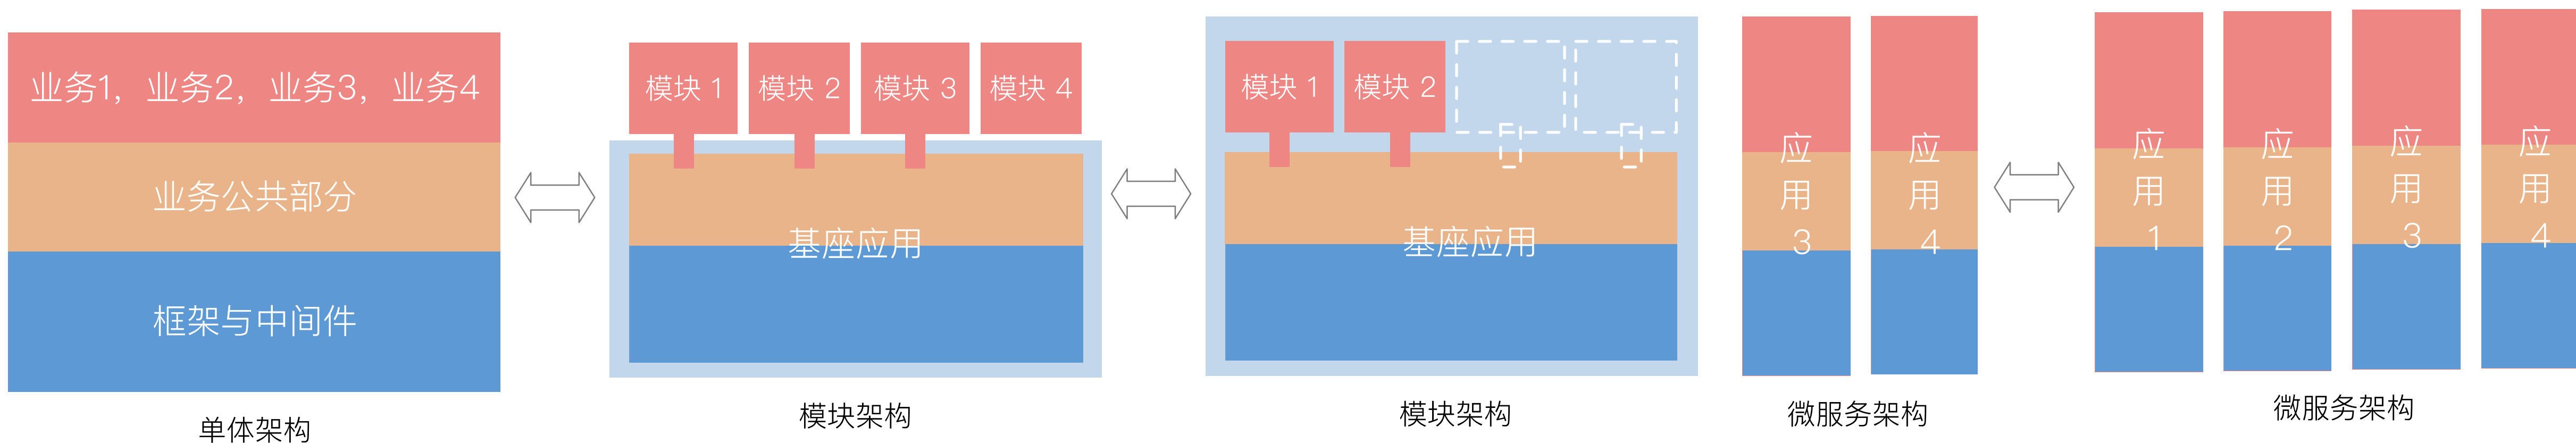 业务1，业务2，业务3，业务4
业务公共部分
框架与中间件
单体架构
模块 1
模块 2
模块 3
模块 4
基座应用
模块架构
模块 1
模块 2
基座应用
模块架构
应
用
3
应
用
4
微服务架构
应
用
1
应
用
2
应
用
3
应
用
4
微服务架构